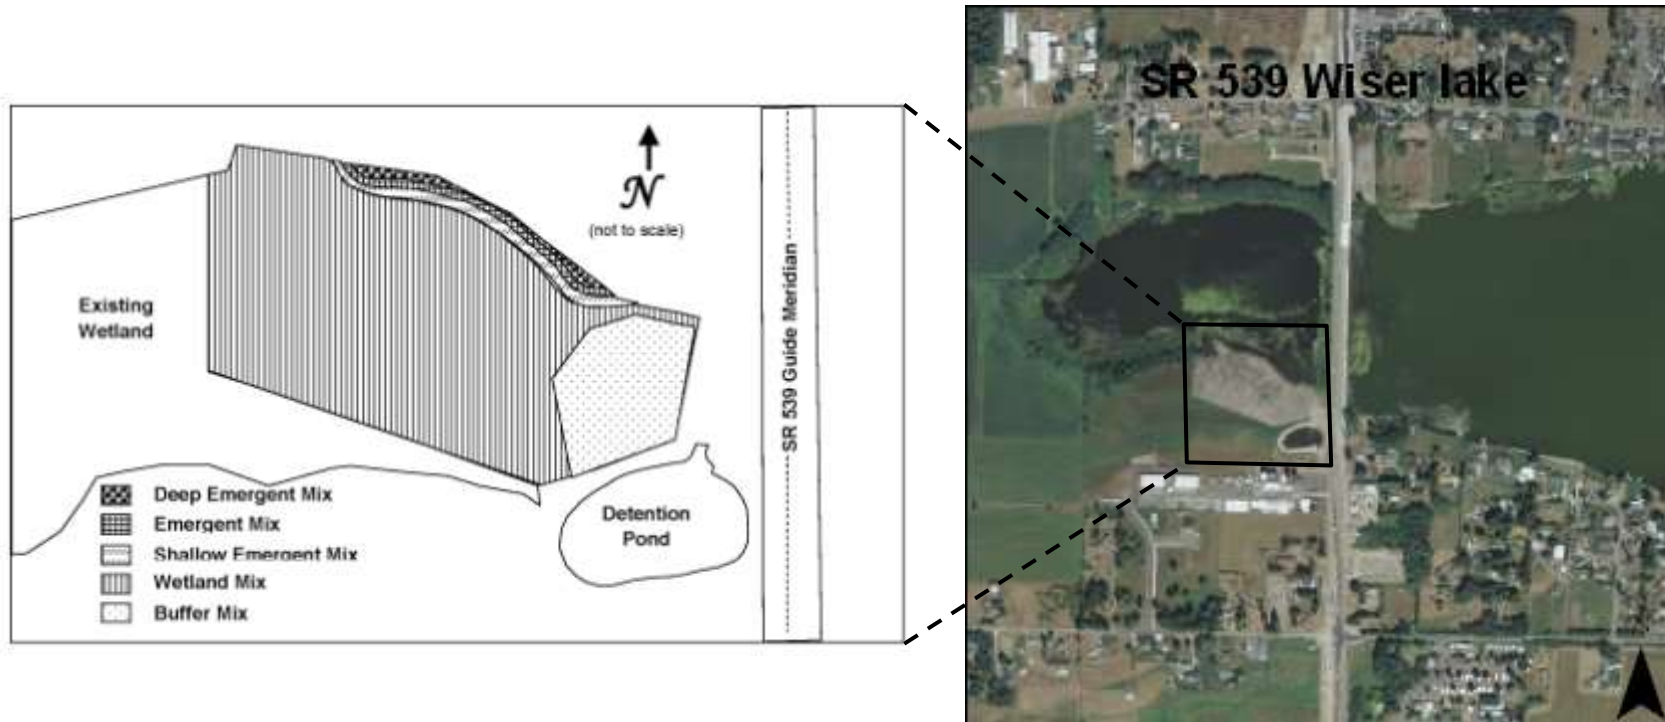 SR 539 Wiser lake
N
(not to scale)
Existing
Wetland
SR 539 Guide Meridian
Deep Emergent Mix
Emergent Mix
Shallow Emergent Mix
Wetland Mix
Buffer Mix
Detention
Pond